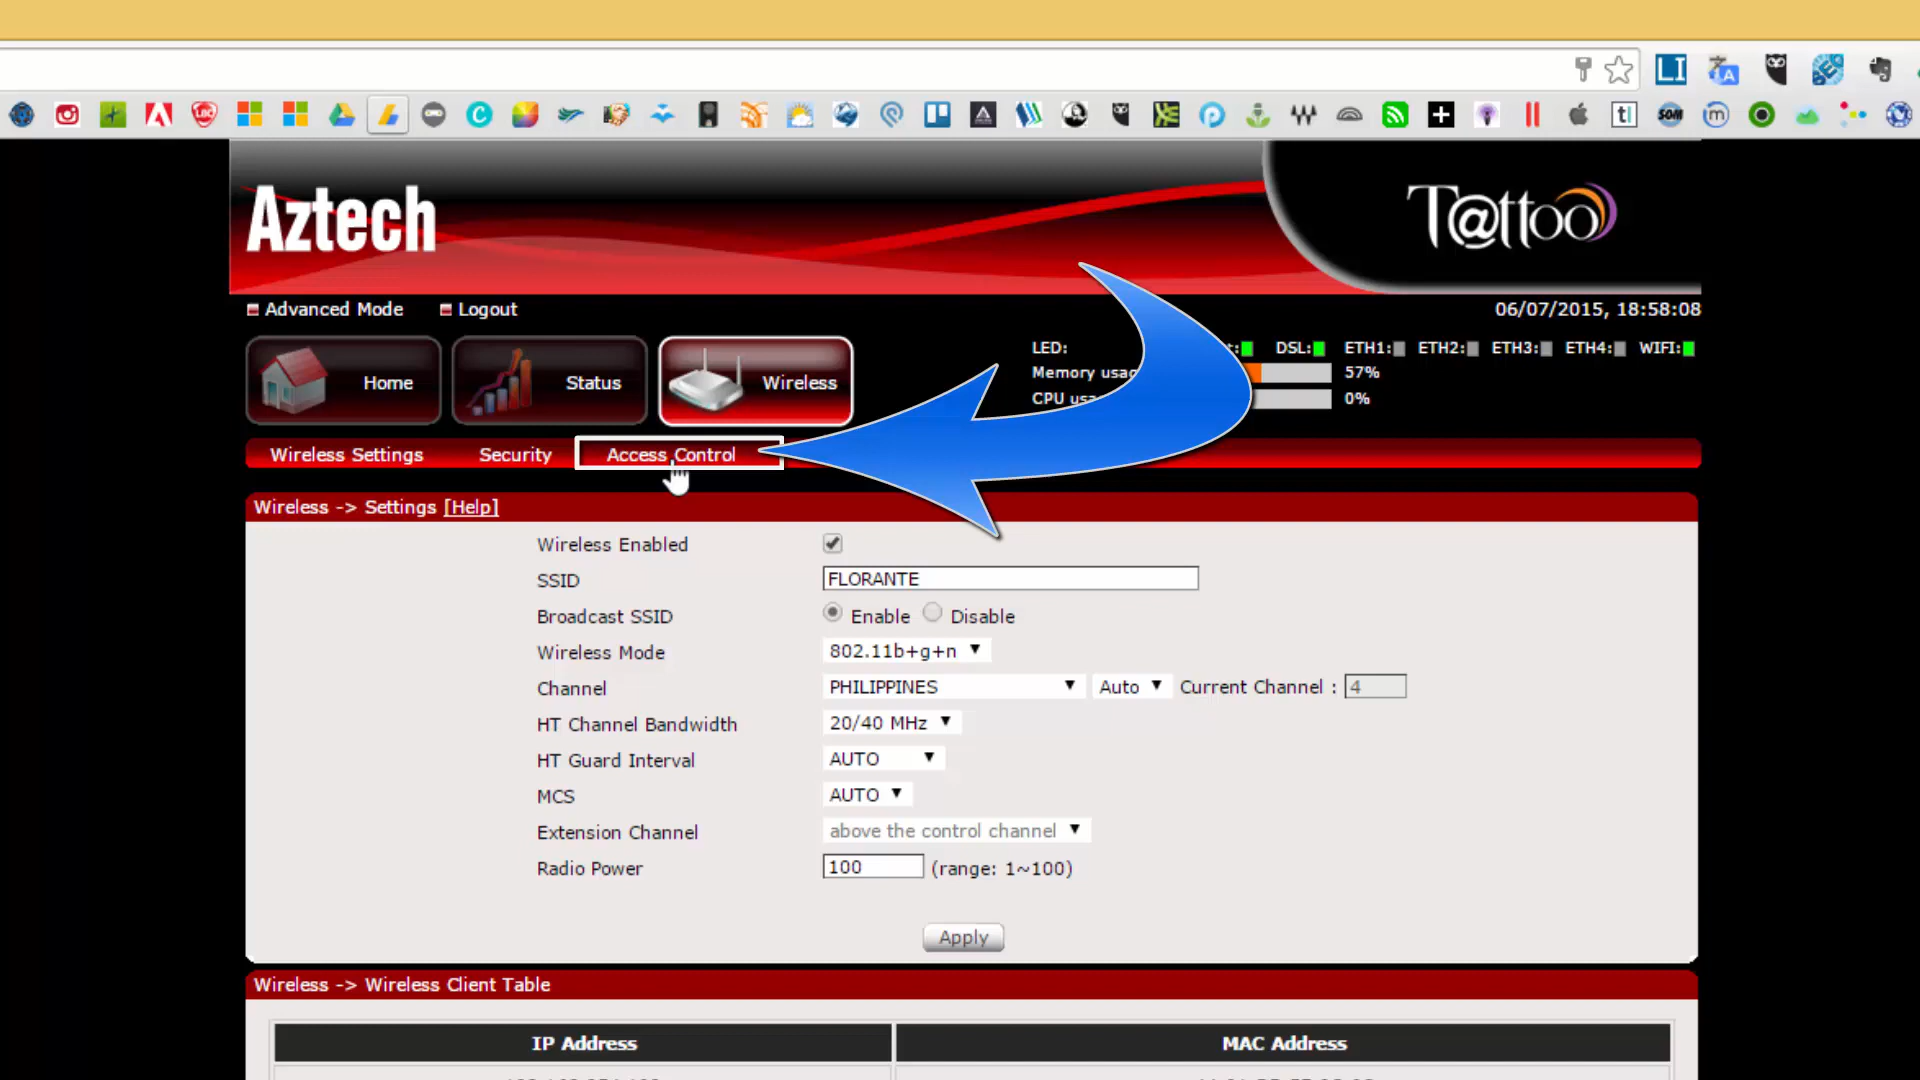 Aztech
T@ttoo
Advanced Mode Logout 06/07/2015, 18:58:08
Home Status Wireless
LED: DSL: ETH1: ETH2: ETH3: ETH4: WIFI:
Memory 57%
CPU 0%
Wireless Settings Security Access Control
Wireless -> Settings [Help]
Wireless Enabled
SSID FLORANTE
Broadcast SSID Enable Disable
Wireless Mode 802.11b+g+n
Channel PHILIPPINES Auto Current Channel : 4
HT Channel Bandwidth 20/40 MHz
HT Guard Interval AUTO
MCS AUTO
Extension Channel above the control channel
Radio Power 100 (range: 1~100)
Apply
Wireless -> Wireless Client Table
IP Address MAC Address